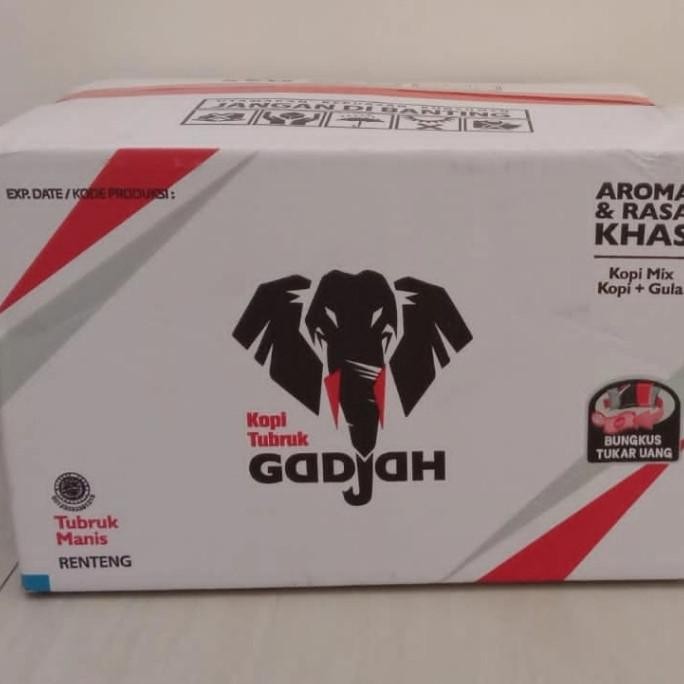 JANGAN DI BANTING
EXP. DATE / KODE PRODUKSI :
AROMA
& RASA
KHAS
Kopi Mix
Kopi + Gula
Kopi
Tubruk
GADJAH
BUNGKUS
TUKAR UANG
Tubruk
Manis
RENTENG